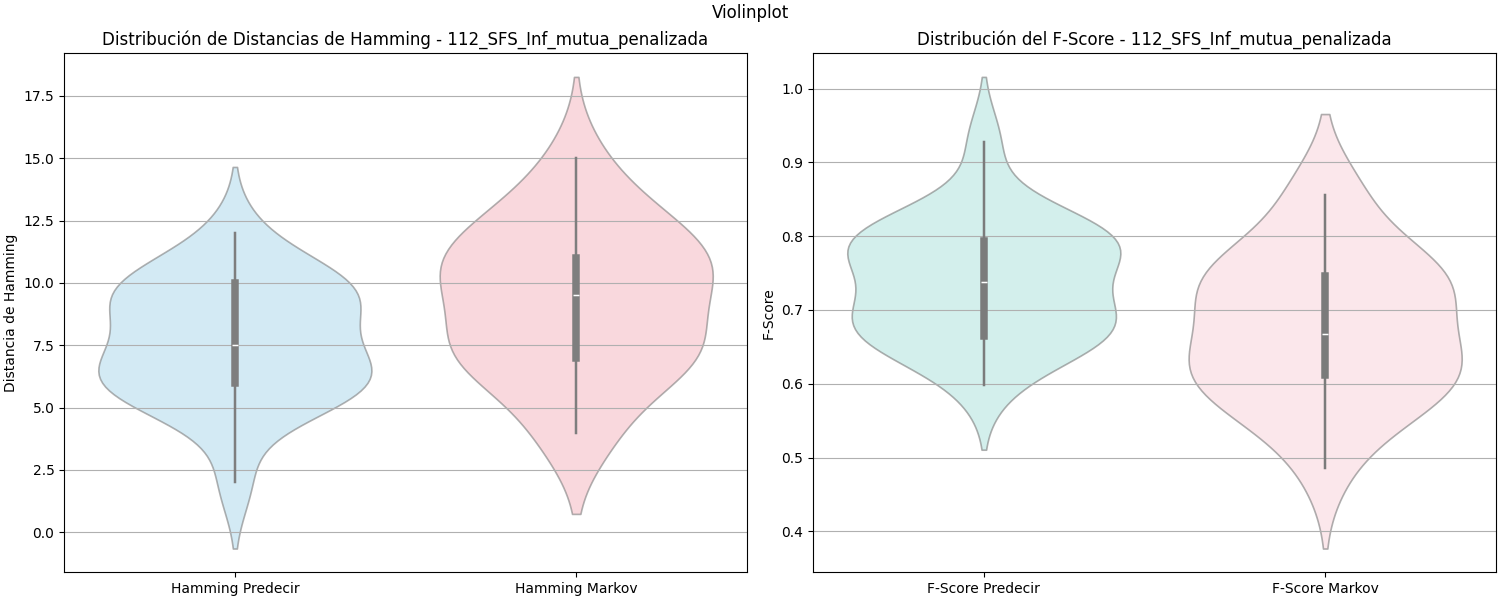 Violinplot
Distribución de Distancias de Hamming - 112_SFS_Inf_mutua_penalizada
Distancia de Hamming
17.5
15.0
12.5
10.0
7.5
5.0
2.5
0.0
Hamming Predecir
Hamming Markov
Distribución del F-Score - 112_SFS_Inf_mutua_penalizada
F-Score
1.0
0.9
0.8
0.7
0.6
0.5
0.4
F-Score Predecir
F-Score Markov